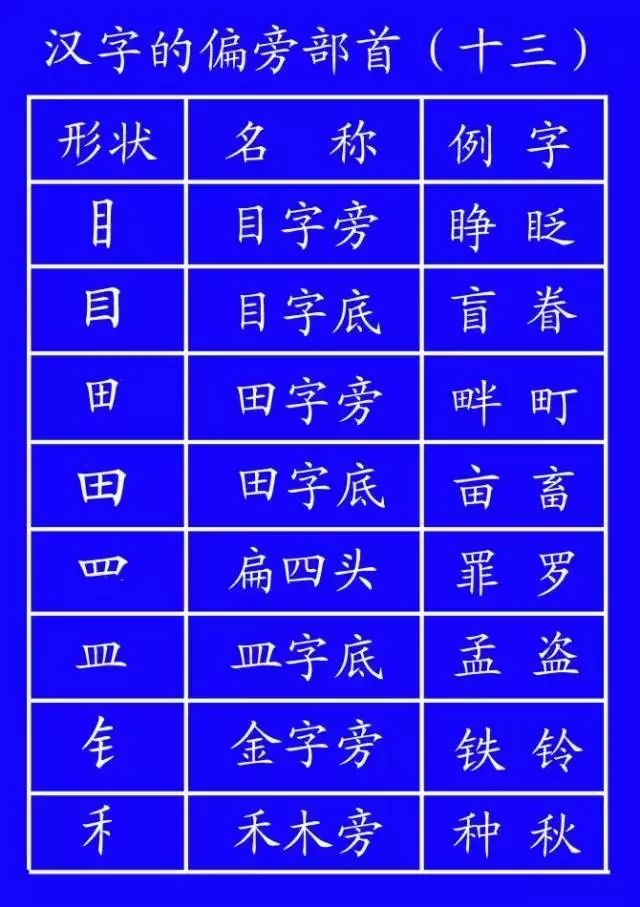 汉字的偏旁部首（十三）
形状 名 称 例 字
目 目字旁 睁 眨
目 目字底 盲 眷
田 田字旁 畔 町
田 田字底 亩 畜
罒 扁四头 罪 罗
皿 皿字底 孟 盗
钅 金字旁 铁 铃
禾 禾木旁 种 秋